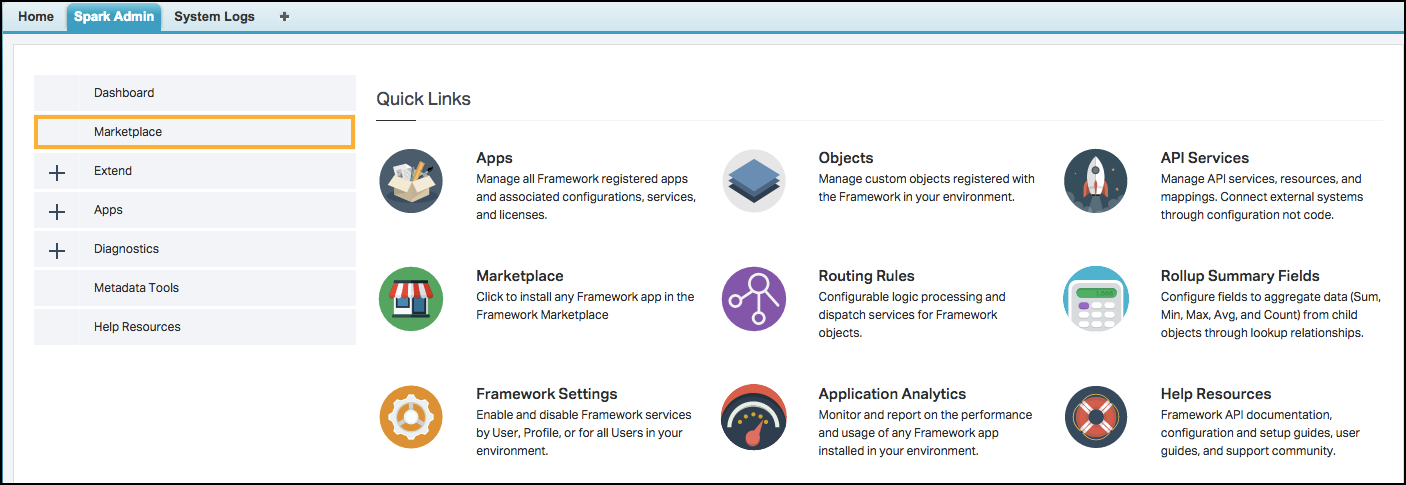 Home Spark Admin System Logs +
Dashboard
Marketplace
Extend
Apps
Diagnostics
Metadata Tools
Help Resources
Quick Links
Apps
Manage all Framework registered apps
and associated configurations, services,
and licenses.
Objects
Manage custom objects registered with
the Framework in your environment.
API Services
Manage API services, resources, and
mappings. Connect external systems
through configuration not code.
Marketplace
Click to install any Framework app in the
Framework Marketplace
Routing Rules
Configurable logic processing and
dispatch services for Framework
objects.
Rollup Summary Fields
Configure fields to aggregate data (Sum,
Min, Max, Avg, and Count) from child
objects through lookup relationships.
Framework Settings
Enable and disable Framework services
by User, Profile, or for all Users in your
environment.
Application Analytics
Monitor and report on the performance
and usage of any Framework app
installed in your environment.
Help Resources
Framework API documentation,
configuration and setup guides, user
guides, and support community.